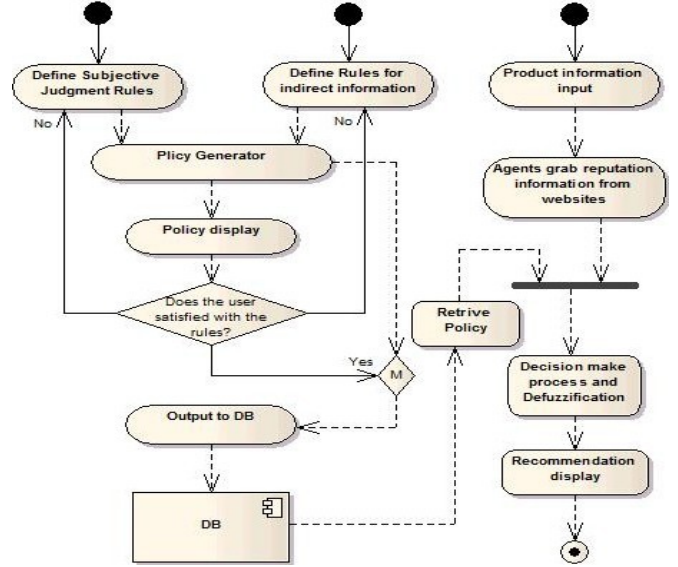 Define Subjective
Judgment Rules
Define Rules for
indirect information
Product information
input
No
No
Plicy Generator
Agents grab reputation
information from
websites
Policy display
Does the user
satisfied with the
rules?
Retrive
Policy
Yes
M
Decision make
process and
Defuzzification
Output to DB
Recommendation
display
DB